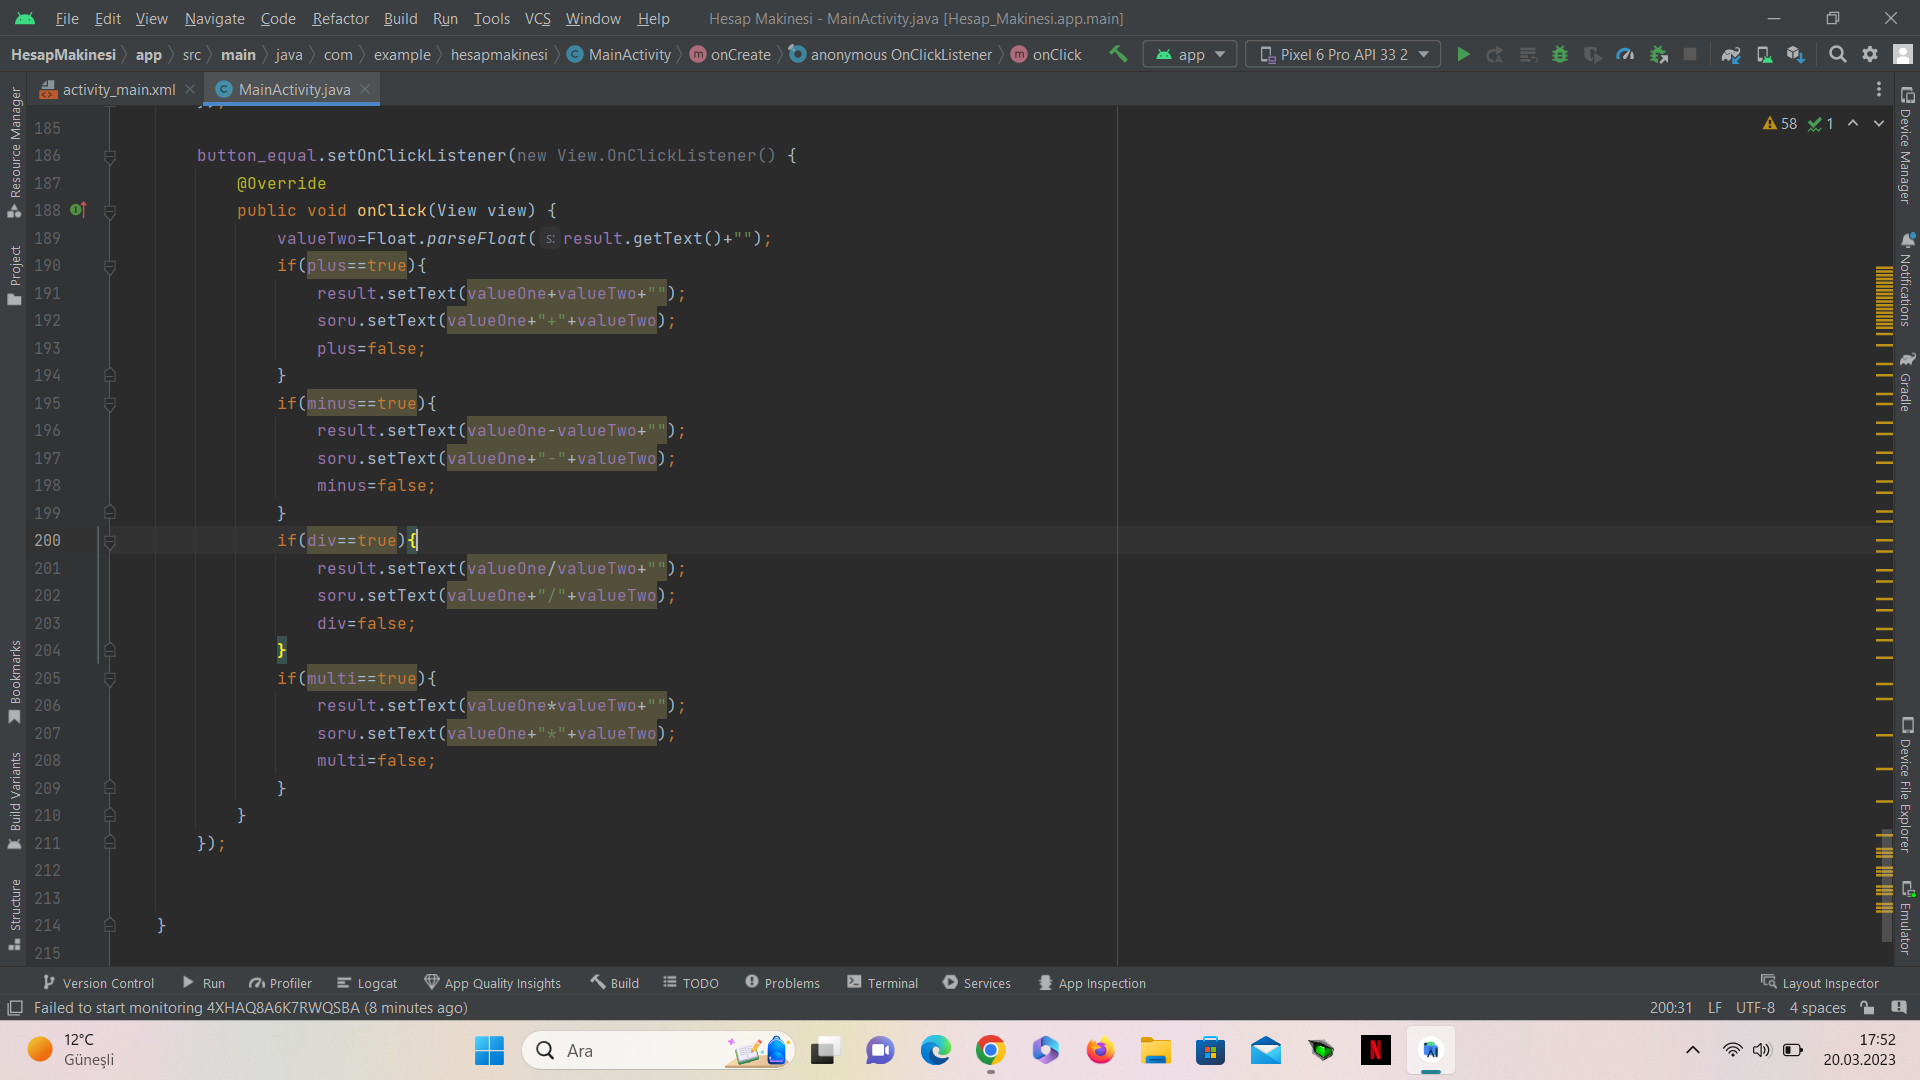 File Edit View Navigate Code Refactor Build Run Tools VCS Window Help Hesap Makinesi - MainActivity.java [Hesap_Makinesi.app.main]
HesapMakinesi app src main java com example hesapmakinesi MainActivity onCreate anonymous OnClickListener onClick app Pixel 6 Pro API 33 2
activity_main.xml MainActivity.java
58 1
185
186 button_equal.setOnClickListener(new View.OnClickListener() {
187 @Override
188 public void onClick(View view) {
189 valueTwo=Float.parseFloat( s: result.getText()+"");
190 if(plus==true){
191 result.setText(valueOne+valueTwo+"");
192 soru.setText(valueOne+"+"+valueTwo);
193 plus=false;
194 }
195 if(minus==true){
196 result.setText(valueOne-valueTwo+"");
197 soru.setText(valueOne+"-"+valueTwo);
198 minus=false;
199 }
200 if(div==true){
201 result.setText(valueOne/valueTwo+"");
202 soru.setText(valueOne+"/"+valueTwo);
203 div=false;
204 }
205 if(multi==true){
206 result.setText(valueOne*valueTwo+"");
207 soru.setText(valueOne+"*"+valueTwo);
208 multi=false;
209 }
210 }
211 });
212
213
214 }
215
Resource Manager
Project
Bookmarks
Build Variants
Structure
Device Manager
Notifications
Gradle
Device File Explorer
Emulator
Version Control Run Profiler Logcat App Quality Insights Build TODO Problems Terminal Services App Inspection Layout Inspector
Failed to start monitoring 4XHAQ8A6K7RWQSBA (8 minutes ago) 200:31 LF UTF-8 4 spaces
12°C
Güneşli
Ara
17:52
20.03.2023